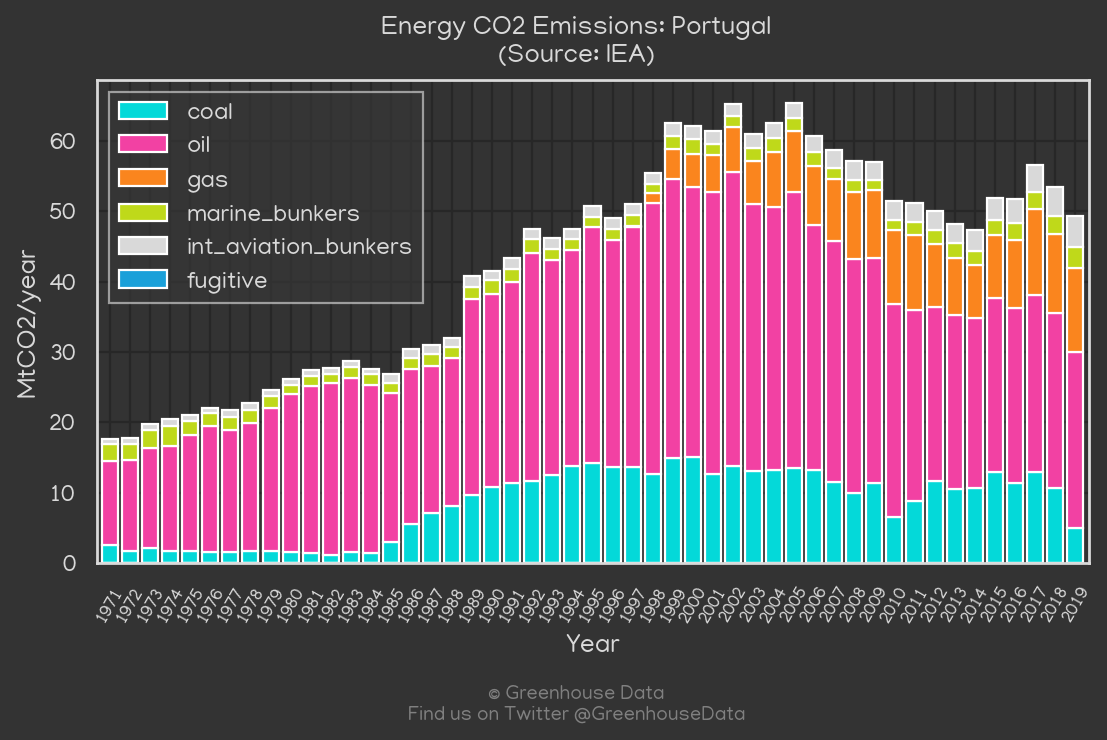 Energy CO2 Emissions: Portugal
(Source: IEA)
coal
oil
gas
marine_bunkers
int_aviation_bunkers
fugitive
MtCO2/year
60
50
40
30
20
10
0
1971 1972 1973 1974 1975 1976 1977 1978 1979 1980 1981 1982 1983 1984 1985 1986 1987 1988 1989 1990 1991 1992 1993 1994 1995 1996 1997 1998 1999 2000 2001 2002 2003 2004 2005 2006 2007 2008 2009 2010 2011 2012 2013 2014 2015 2016 2017 2018 2019
Year
© Greenhouse Data
Find us on Twitter @GreenhouseData